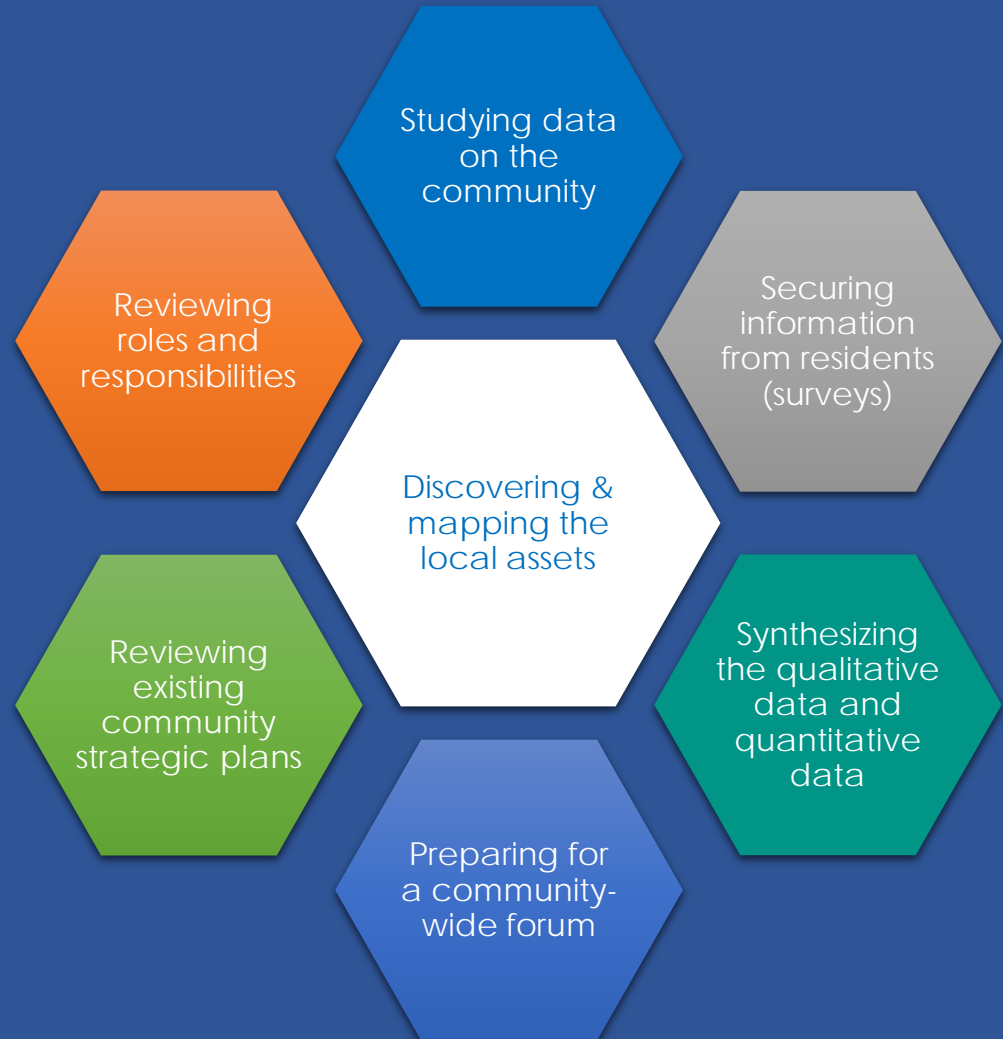 Studying data
on the
community
Reviewing
roles and
responsibilities
Securing
information
from residents
(surveys)
Discovering &
mapping the
local assets
Reviewing
existing
community
strategic plans
Synthesizing
the qualitative
data and
quantitative
data
Preparing for
a community-
wide forum